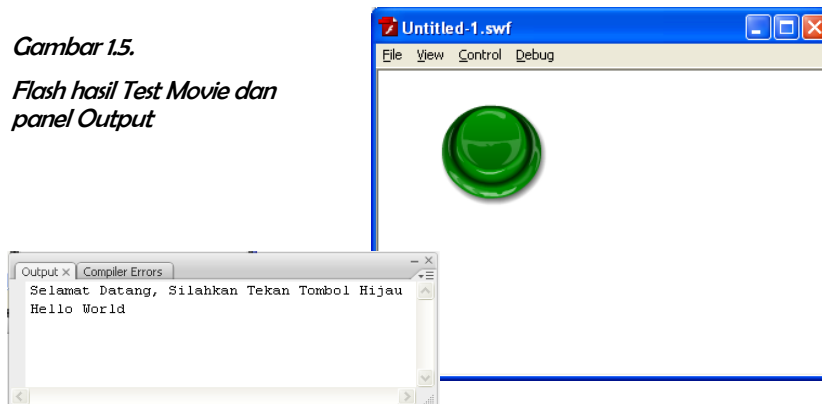 Gambar 1.5.
Flash hasil Test Movie dan
panel Output
Untitled-1.swf
File View Control Debug
Output × Compiler Errors
Selamat Datang, Silahkan Tekan Tombol Hijau
Hello World